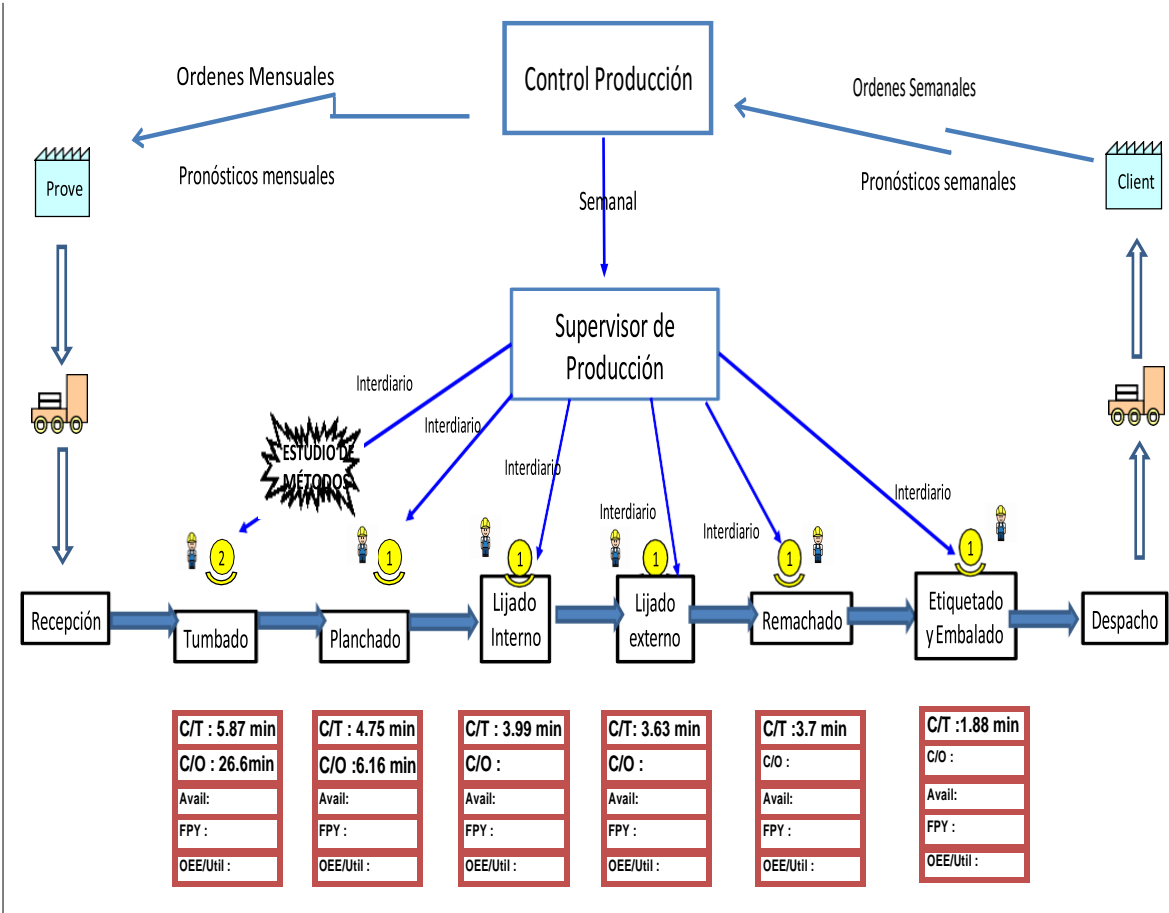 Control Producción
Ordenes Mensuales
Ordenes Semanales
Prove
Pronósticos mensuales
Pronósticos semanales
Client
Semanal
Supervisor de
Producción
Interdiario
Interdiario
ESTUDIO DE
MÉTODOS
Interdiario
Interdiario
Interdiario
Interdiario
2
1
1
1
1
1
Recepción
Tumbado
Planchado
Lijado
Interno
Lijado
externo
Remachado
Etiquetado
y Embalado
Despacho
C/T : 5.87 min
C/O : 26.6min
Avail:
FPY :
OEE/Util :
C/T : 4.75 min
C/O :6.16 min
Avail:
FPY :
OEE/Util :
C/T : 3.99 min
C/O :
Avail:
FPY :
OEE/Util :
C/T: 3.63 min
C/O :
Avail:
FPY :
OEE/Util :
C/T :3.7 min
C/O :
Avail:
FPY :
OEE/Util :
C/T :1.88 min
C/O :
Avail:
FPY :
OEE/Util :